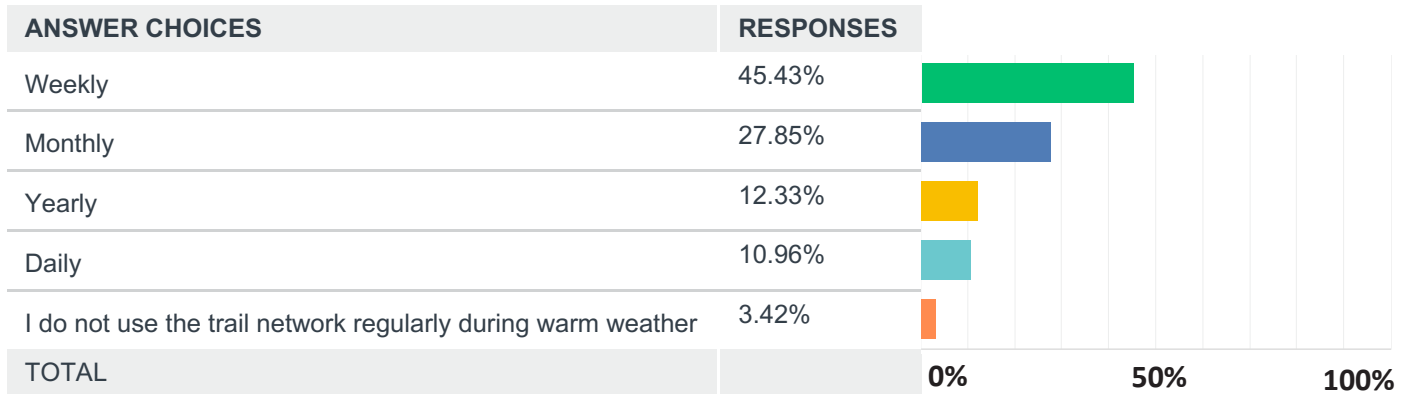 ANSWER CHOICES RESPONSES
Weekly 45.43%
Monthly 27.85%
Yearly 12.33%
Daily 10.96%
I do not use the trail network regularly during warm weather 3.42%
TOTAL 0% 50% 100%